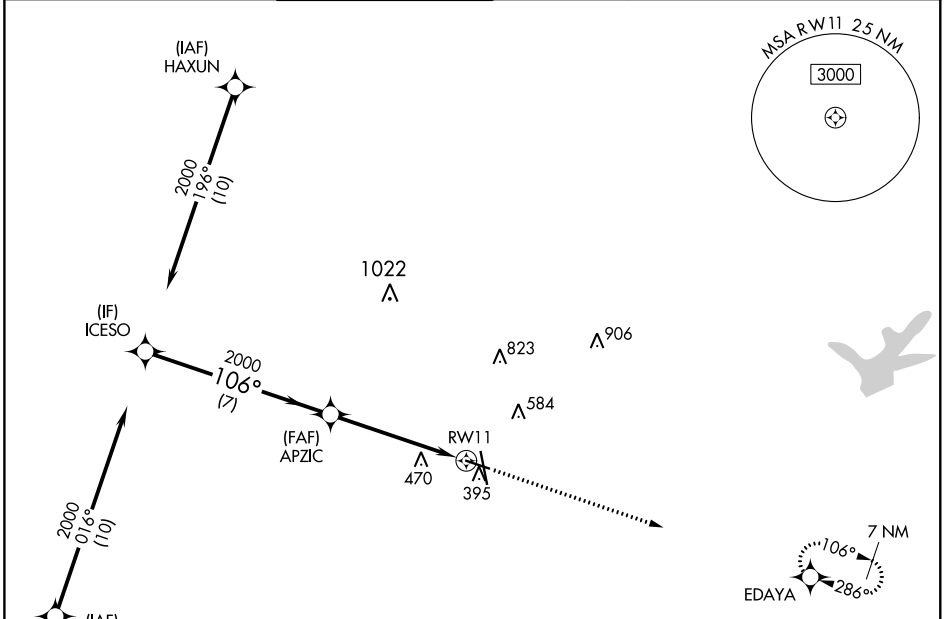 (IAF)
HAXUN
MSA RW11 25 NM
3000
2000
196°
(10)
1022
(IF)
ICESO
2000
106°
(7)
823
906
584
(FAF)
APZIC
RW11
470
395
2000
016°
(10)
7 NM
106°
286°
EDAYA
(IAF)